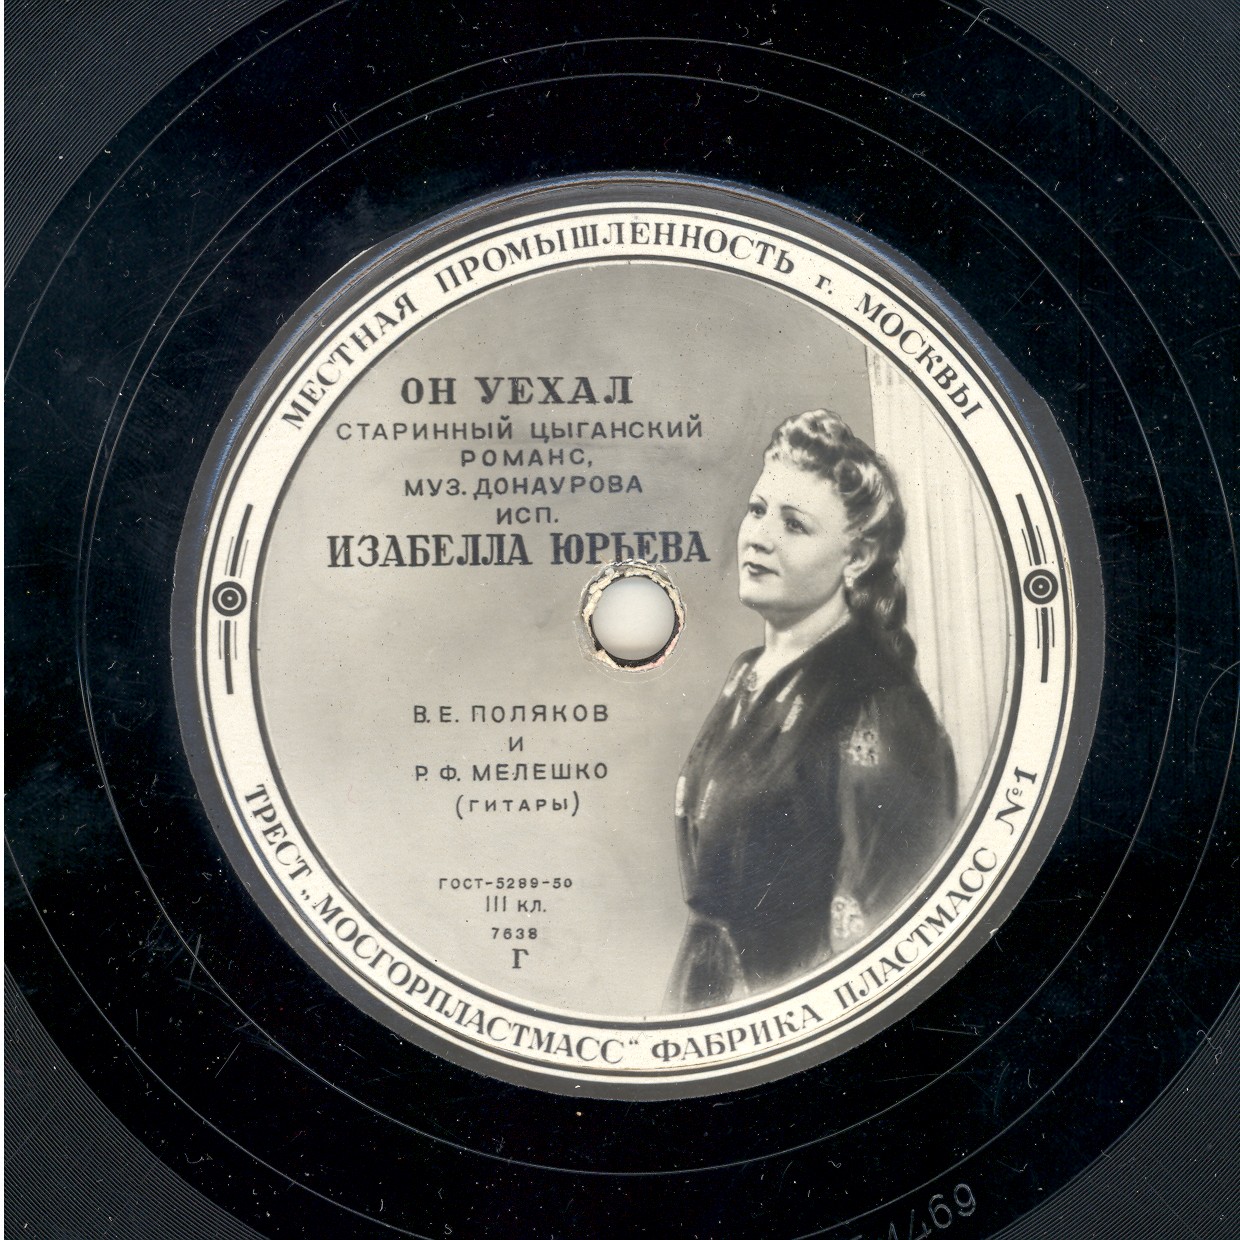 МЕСТНАЯ ПРОМЫШЛЕННОСТЬ г. МОСКВЫ
ОН УЕХАЛ
СТАРИННЫЙ ЦЫГАНСКИЙ
РОМАНС,
МУЗ. ДОНАУРОВА
ИСП.
ИЗАБЕЛЛА ЮРЬЕВА
В. Е. ПОЛЯКОВ
И
Р. Ф. МЕЛЕШКО
(ГИТАРЫ)
ГОСТ-5289-50
III КЛ.
7638
Г
ТРЕСТ „МОСГОРПЛАСТМАСС“ ФАБРИКА ПЛАСТМАСС №1
1469